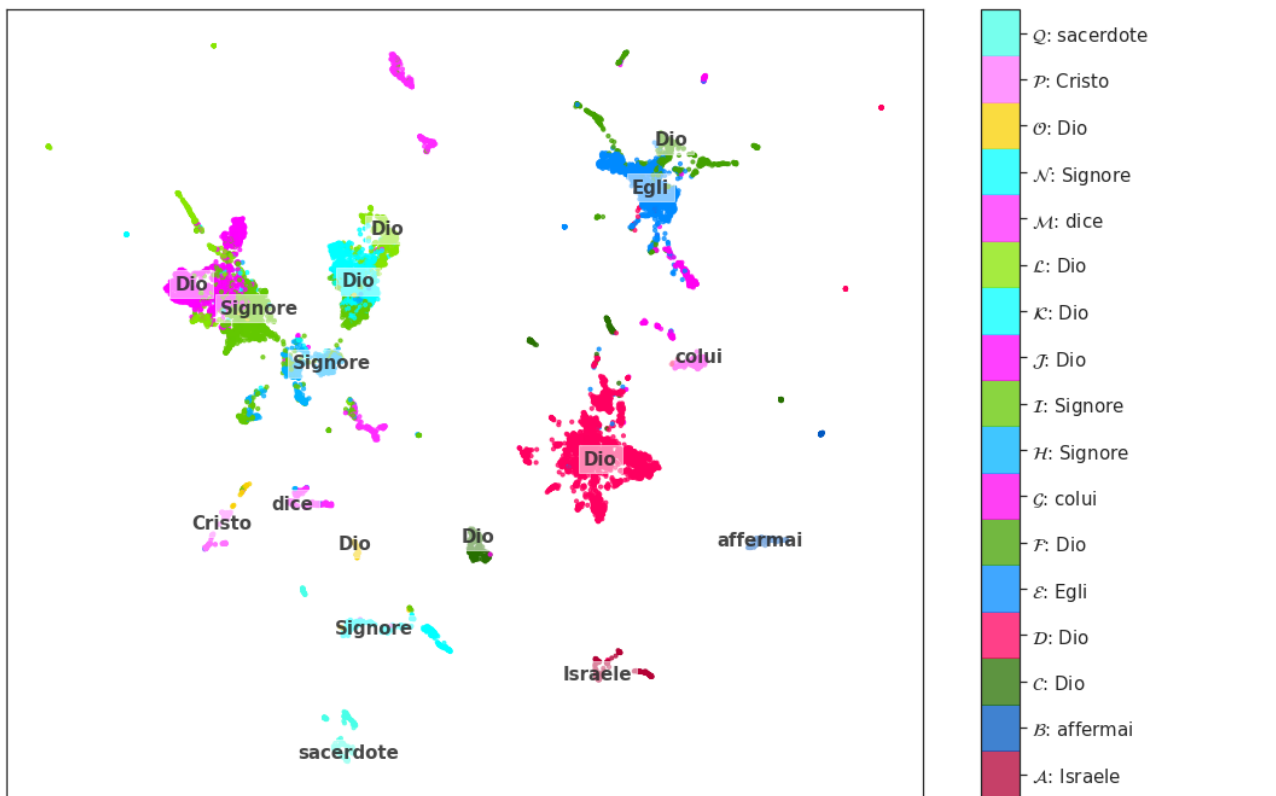 Dio
Egli
Dio
Dio
Dio
Signore
Signore
colui
Dio
dice
Cristo
Dio
Dio
affermai
Signore
Israele
sacerdote
𝒬: sacerdote
𝒫: Cristo
𝒪: Dio
𝒩: Signore
ℳ: dice
ℒ: Dio
𝒦: Dio
𝒥: Dio
ℐ: Signore
ℋ: Signore
𝒢: colui
ℱ: Dio
ℰ: Egli
𝒟: Dio
𝒞: Dio
ℬ: affermai
𝒜: Israele